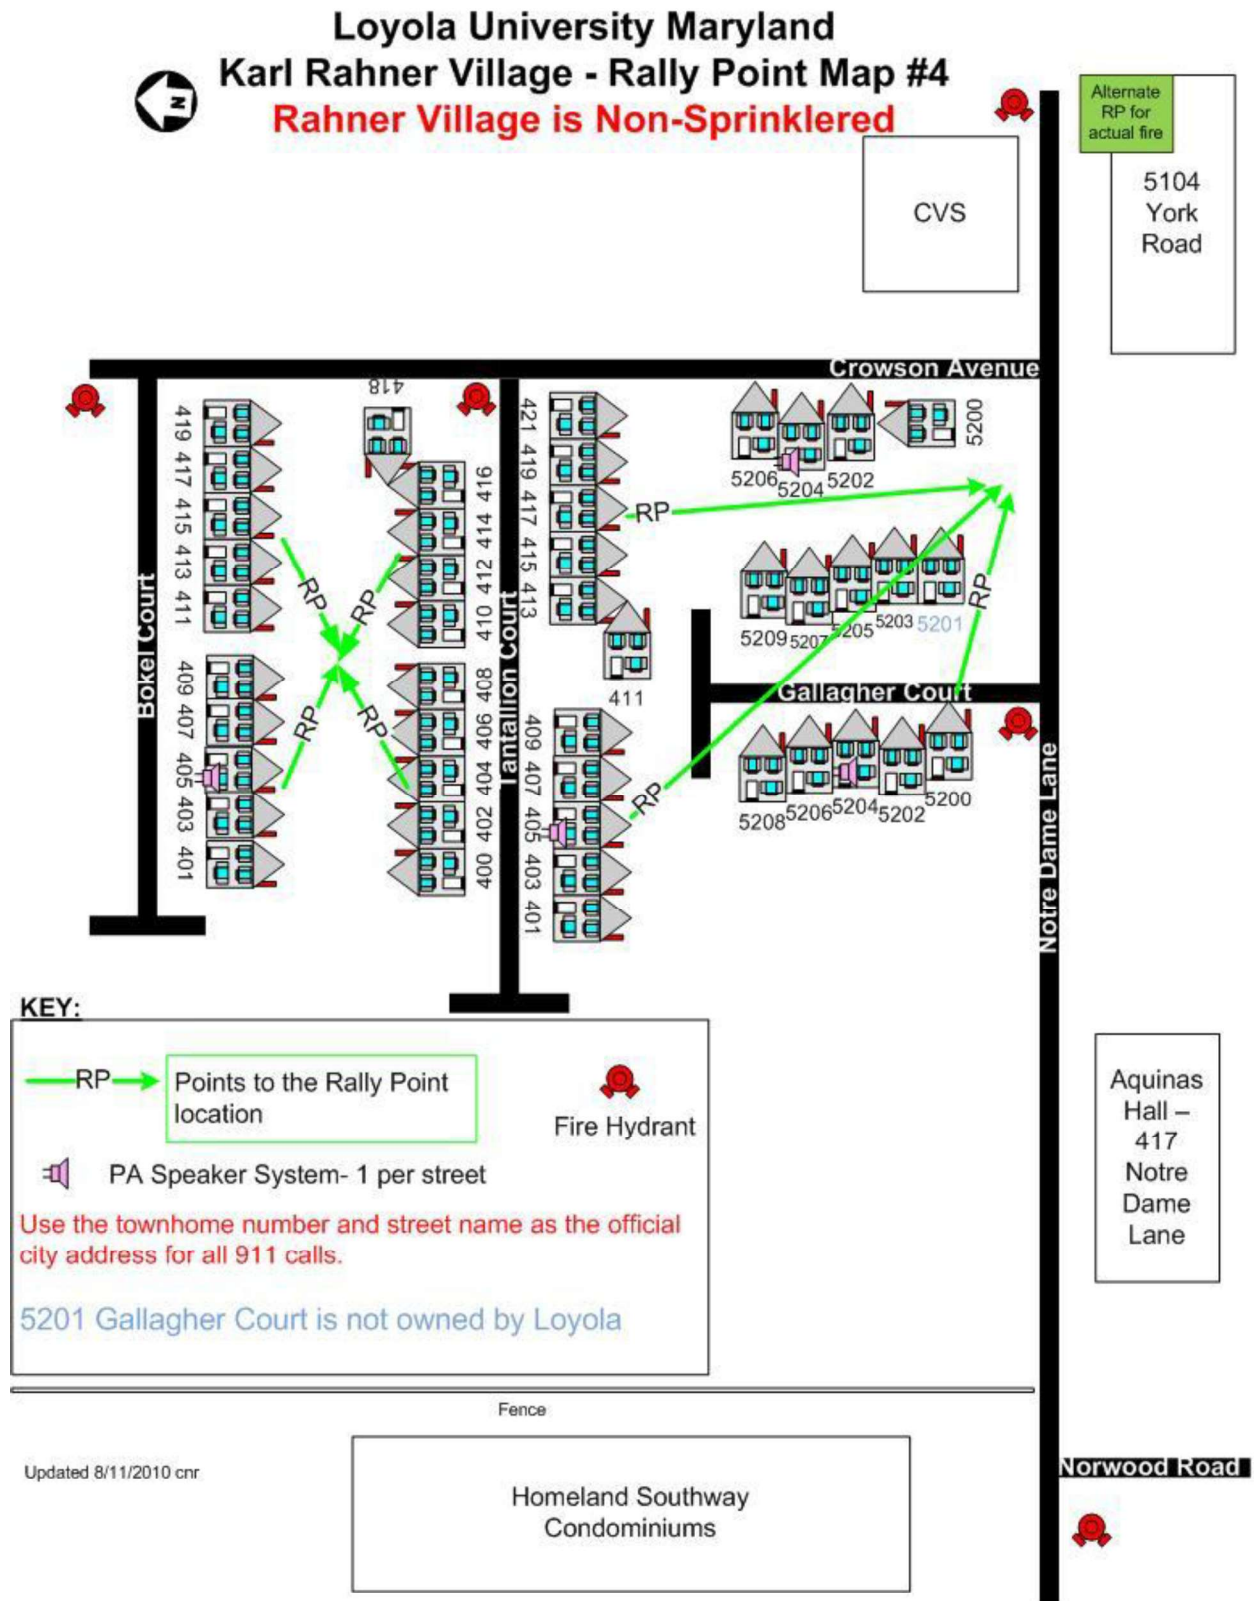 Loyola University Maryland
Karl Rahner Village - Rally Point Map #4
Rahner Village is Non-Sprinklered
N
Alternate
RP for
actual fire
5104
York
Road
CVS
Crowson Avenue
419
417
415
413
411
409
407
405
403
401
Bokel Court
418
416
414
412
410
408
406
404
402
400
RP
RP
RP
RP
Tantallon Court
421
419
417
415
413
411
409
407
405
403
401
RP
RP
RP
5206
5204
5202
5200
5209
5207
5205
5203
5201
Gallagher Court
5208
5206
5204
5202
5200
Notre Dame Lane
KEY:
RP
Points to the Rally Point
location
Fire Hydrant
PA Speaker System- 1 per street
Use the townhome number and street name as the official
city address for all 911 calls.
5201 Gallagher Court is not owned by Loyola
Aquinas
Hall –
417
Notre
Dame
Lane
Fence
Updated 8/11/2010 cnr
Homeland Southway
Condominiums
Norwood Road